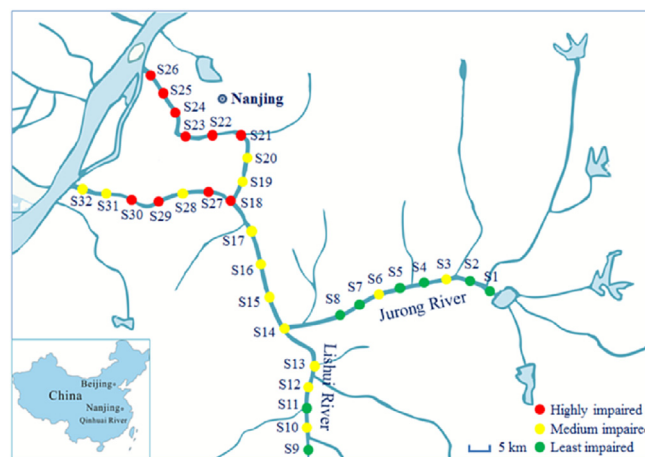 S26
S25
S24
S23
S22
S21
Nanjing
S20
S19
S18
S27
S28
S29
S30
S31
S32
S17
S16
S15
S14
S8
S7
S6
S5
S4
S3
S2
S1
Jurong River
S13
S12
S11
S10
S9
Lishui River
China
Beijing
Nanjing
Qinhuai River
Highly impaired
Medium impaired
Least impaired
5 km